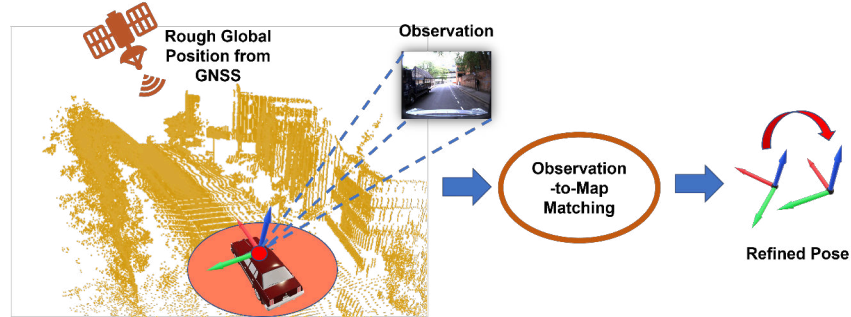 Rough Global
Position from
GNSS
Observation
Observation
-to-Map
Matching
Refined Pose